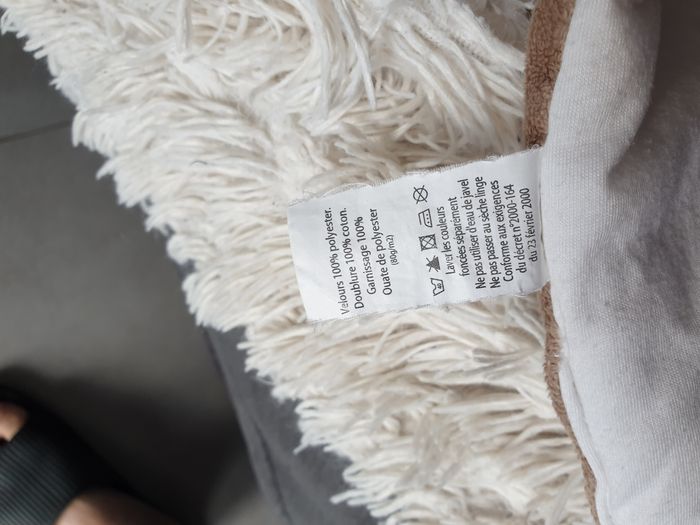 Velours 100% polyester.
Doublure 100% coton.
Garnissage 100%
Ouate de polyester
(80g/m2)
Laver les couleurs
foncées séparément
Ne pas utiliser d'eau de javel
Ne pas passer au sèche linge
Conforme aux exigences
du décret n°2000-164
du 23 février 2000